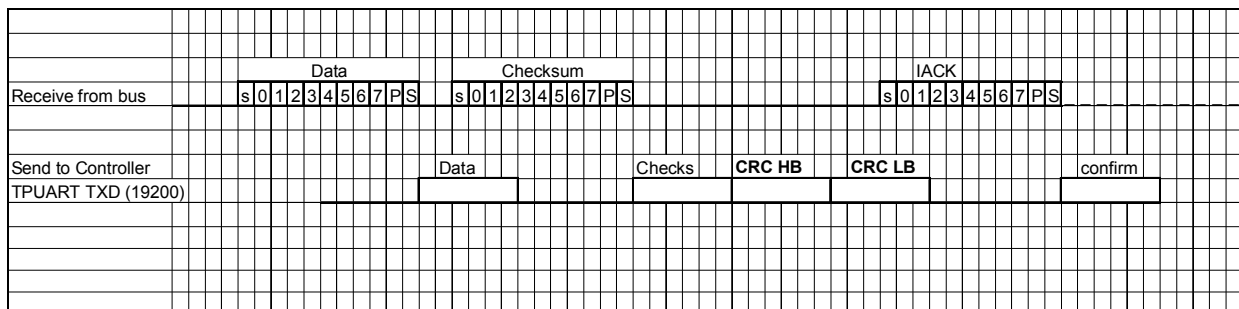 Data Checksum IACK
Receive from bus s 0 1 2 3 4 5 6 7 P S s 0 1 2 3 4 5 6 7 P S s 0 1 2 3 4 5 6 7 P S
Send to Controller Data Checks CRC HB CRC LB confirm
TPUART TXD (19200)